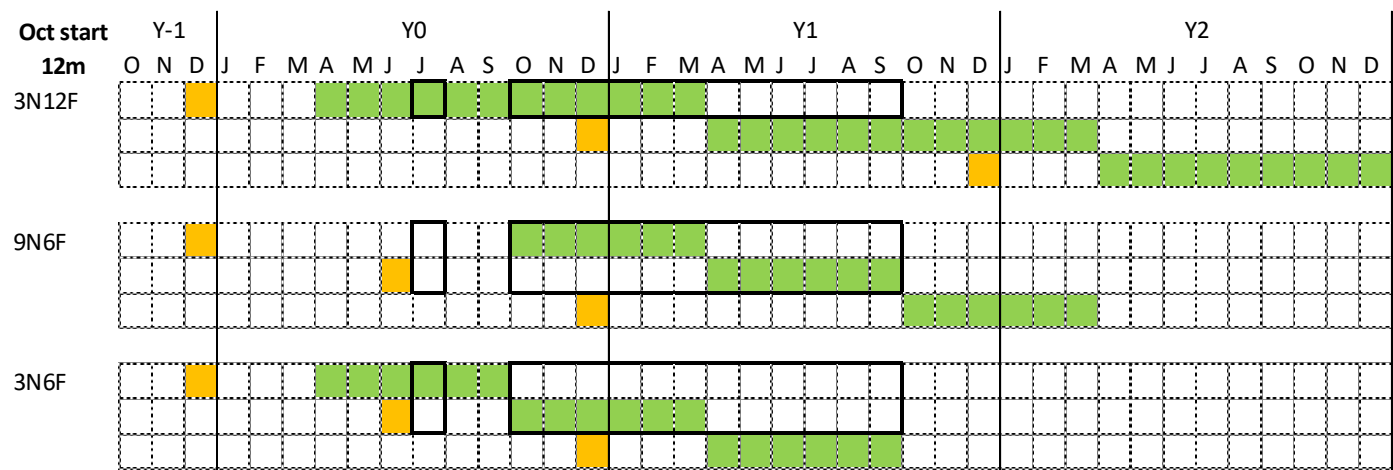 Oct start Y-1 Y0 Y1 Y2
12m O N D J F M A M J J A S O N D J F M A M J J A S O N D J F M A M J J A S O N D
3N12F
9N6F
3N6F